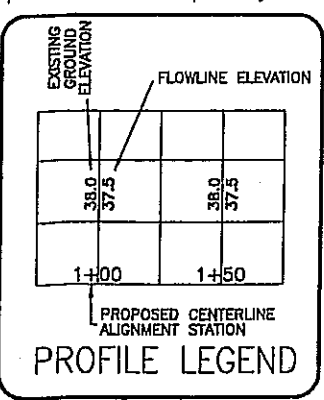 EXISTING
GROUND
ELEVATION
FLOWLINE ELEVATION
38.0
37.5
38.0
37.5
1+00
1+50
PROPOSED CENTERLINE
ALIGNMENT STATION
PROFILE LEGEND